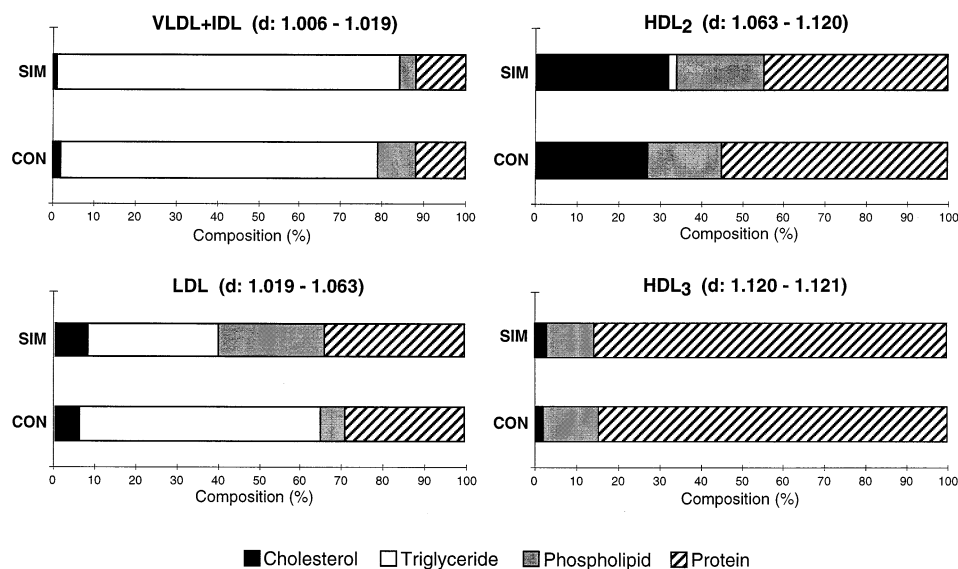 VLDL+IDL (d: 1.006 - 1.019)
SIM
CON
0 10 20 30 40 50 60 70 80 90 100
Composition (%)
HDL2 (d: 1.063 - 1.120)
SIM
CON
0 10 20 30 40 50 60 70 80 90 100
Composition (%)
LDL (d: 1.019 - 1.063)
SIM
CON
0 10 20 30 40 50 60 70 80 90 100
Composition (%)
HDL3 (d: 1.120 - 1.121)
SIM
CON
0 10 20 30 40 50 60 70 80 90 100
Composition (%)
Cholesterol Triglyceride Phospholipid Protein